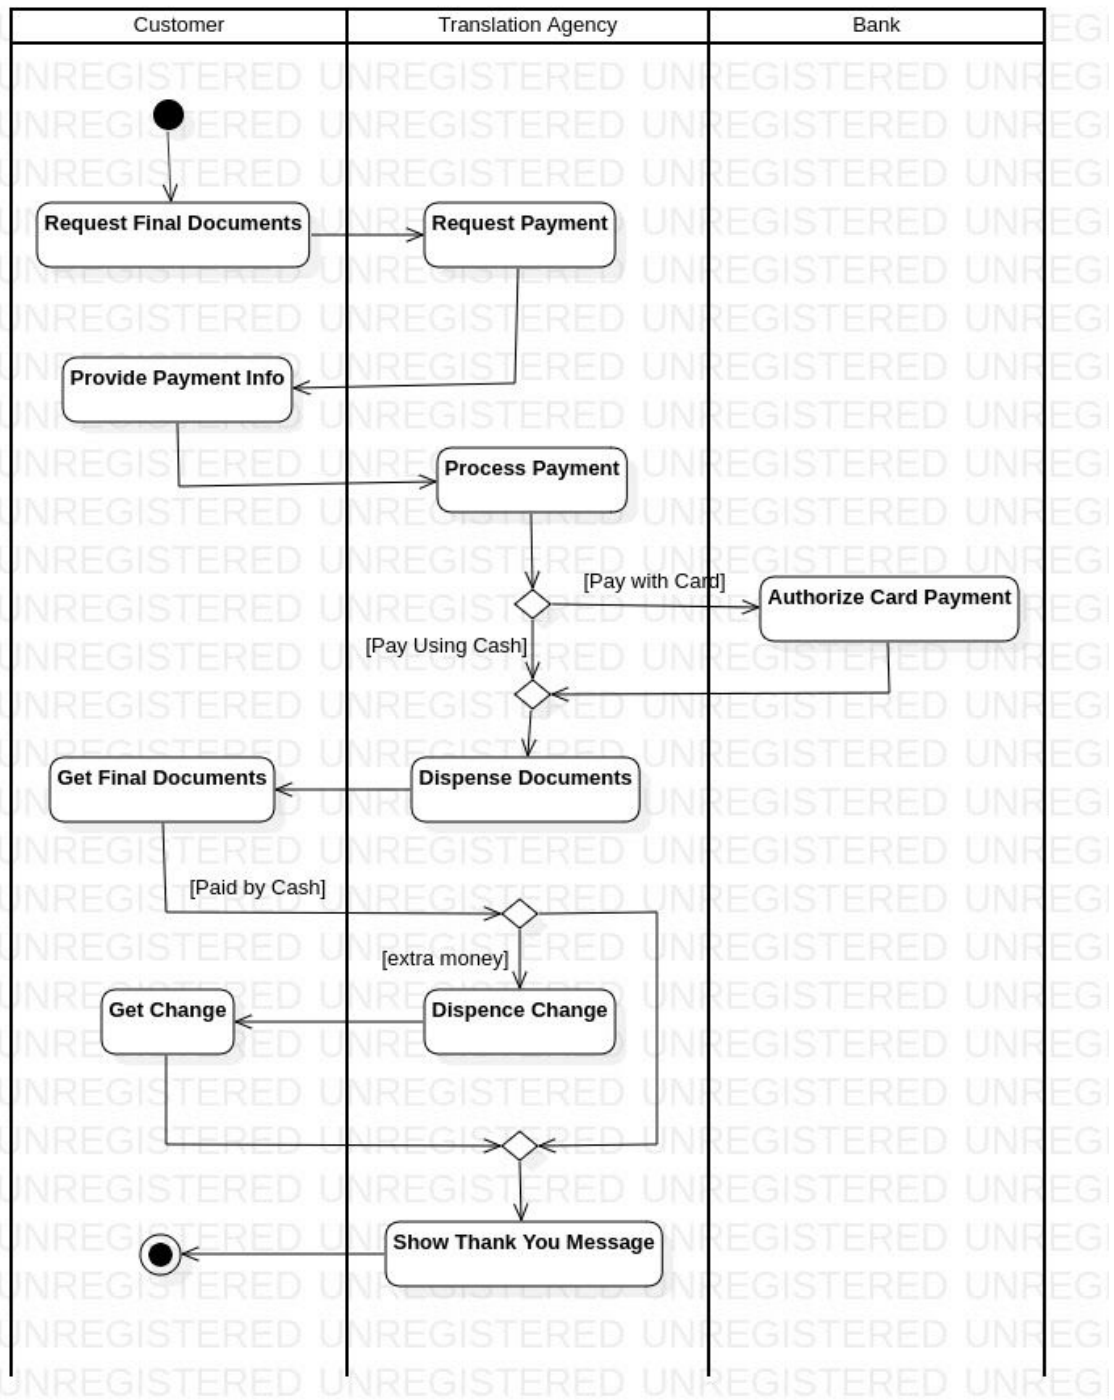 Customer
Translation Agency
Bank
Request Final Documents
Request Payment
Provide Payment Info
Process Payment
[Pay with Card]
Authorize Card Payment
[Pay Using Cash]
Get Final Documents
Dispense Documents
[Paid by Cash]
[extra money]
Get Change
Dispence Change
Show Thank You Message
UNREGISTERED